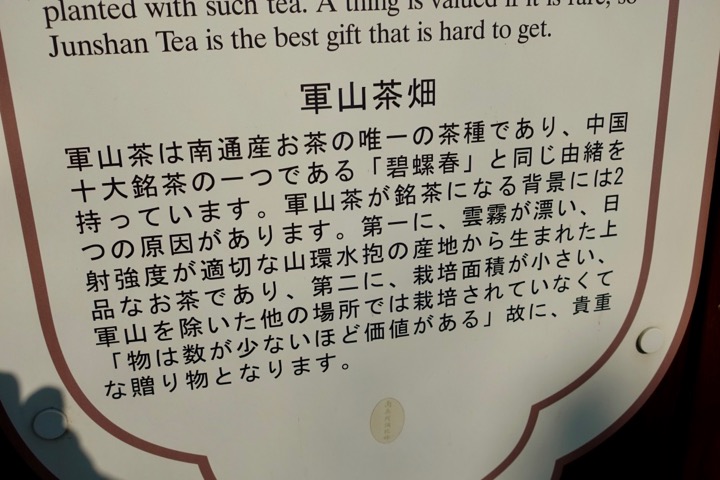 planted with such tea. A thing is valued if it is rare, so
Junshan Tea is the best gift that is hard to get.
軍山茶畑
軍山茶は南通産お茶の唯一の茶種であり、中国
十大銘茶の一つである「碧螺春」と同じ由緒を
持っています。軍山茶が銘茶になる背景には2
つの原因があります。第一に、雲霧が漂い、日
射強度が適切な山環水抱の産地から生まれた上
品なお茶であり、第二に、栽培面積が小さい、
軍山を除いた他の場所では栽培されていなくて
「物は数が少ないほど価値がある」故に、貴重
な贈り物となります。